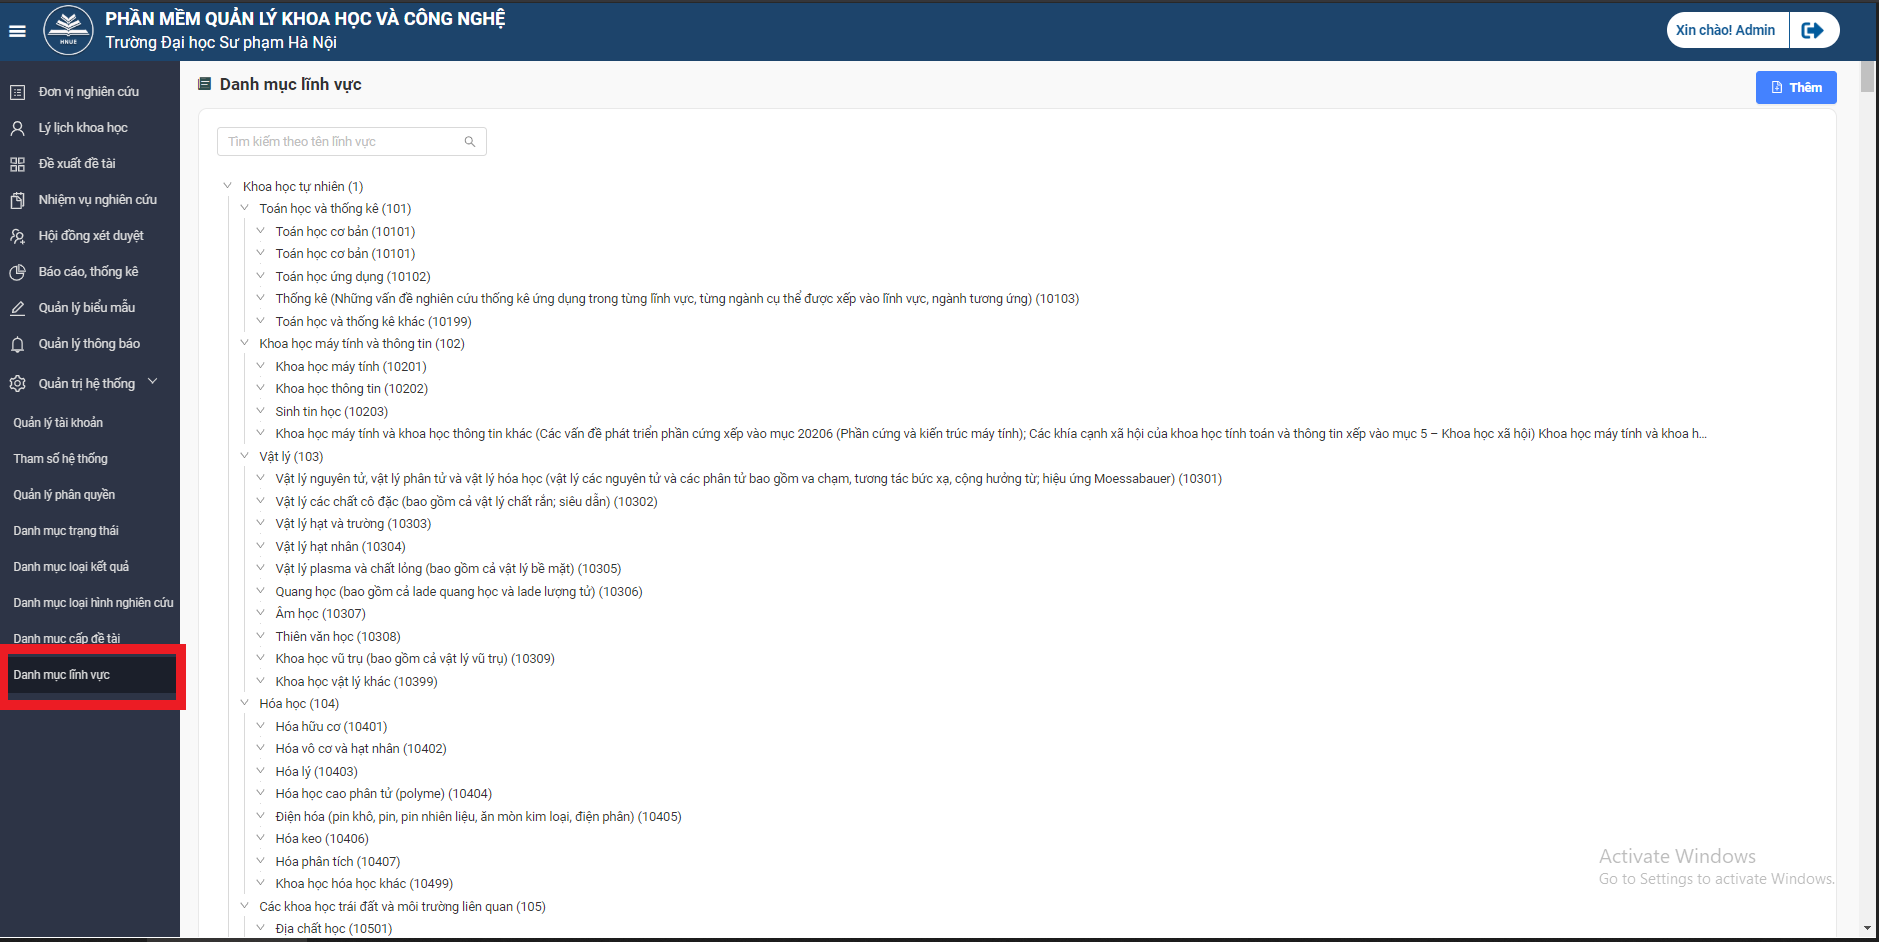 PHẦN MỀM QUẢN LÝ KHOA HỌC VÀ CÔNG NGHỆ
Trường Đại học Sư phạm Hà Nội
HNUE
Xin chào! Admin
Đơn vị nghiên cứu
Lý lịch khoa học
Đề xuất đề tài
Nhiệm vụ nghiên cứu
Hội đồng xét duyệt
Báo cáo, thống kê
Quản lý biểu mẫu
Quản lý thông báo
Quản trị hệ thống
Quản lý tài khoản
Tham số hệ thống
Quản lý phân quyền
Danh mục trạng thái
Danh mục loại kết quả
Danh mục loại hình nghiên cứu
Danh mục cấp đề tài
Danh mục lĩnh vực
Danh mục lĩnh vực
Thêm
Tìm kiếm theo tên lĩnh vực
Khoa học tự nhiên (1)
Toán học và thống kê (101)
Toán học cơ bản (10101)
Toán học cơ bản (10101)
Toán học ứng dụng (10102)
Thống kê (Những vấn đề nghiên cứu thống kê ứng dụng trong từng lĩnh vực, từng ngành cụ thể được xếp vào lĩnh vực, ngành tương ứng) (10103)
Toán học và thống kê khác (10199)
Khoa học máy tính và thông tin (102)
Khoa học máy tính (10201)
Khoa học thông tin (10202)
Sinh tin học (10203)
Khoa học máy tính và khoa học thông tin khác (Các vấn đề phát triển phần cứng xếp vào mục 20206 (Phần cứng và kiến trúc máy tính); Các khía cạnh xã hội của khoa học tính toán và thông tin xếp vào mục 5 – Khoa học xã hội) Khoa học máy tính và khoa h...
Vật lý (103)
Vật lý nguyên tử, vật lý phân tử và vật lý hóa học (vật lý các nguyên tử và các phân tử bao gồm va chạm, tương tác bức xạ, cộng hưởng từ; hiệu ứng Moessabauer) (10301)
Vật lý các chất cô đặc (bao gồm cả vật lý chất rắn; siêu dẫn) (10302)
Vật lý hạt và trường (10303)
Vật lý hạt nhân (10304)
Vật lý plasma và chất lỏng (bao gồm cả vật lý bề mặt) (10305)
Quang học (bao gồm cả lade quang học và lade lượng tử) (10306)
Âm học (10307)
Thiên văn học (10308)
Khoa học vũ trụ (bao gồm cả vật lý vũ trụ) (10309)
Khoa học vật lý khác (10399)
Hóa học (104)
Hóa hữu cơ (10401)
Hóa vô cơ và hạt nhân (10402)
Hóa lý (10403)
Hóa học cao phân tử (polyme) (10404)
Điện hóa (pin khô, pin, pin nhiên liệu, ăn mòn kim loại, điện phân) (10405)
Hóa keo (10406)
Hóa phân tích (10407)
Khoa học hóa học khác (10499)
Các khoa học trái đất và môi trường liên quan (105)
Địa chất học (10501)
Activate Windows
Go to Settings to activate Windows.